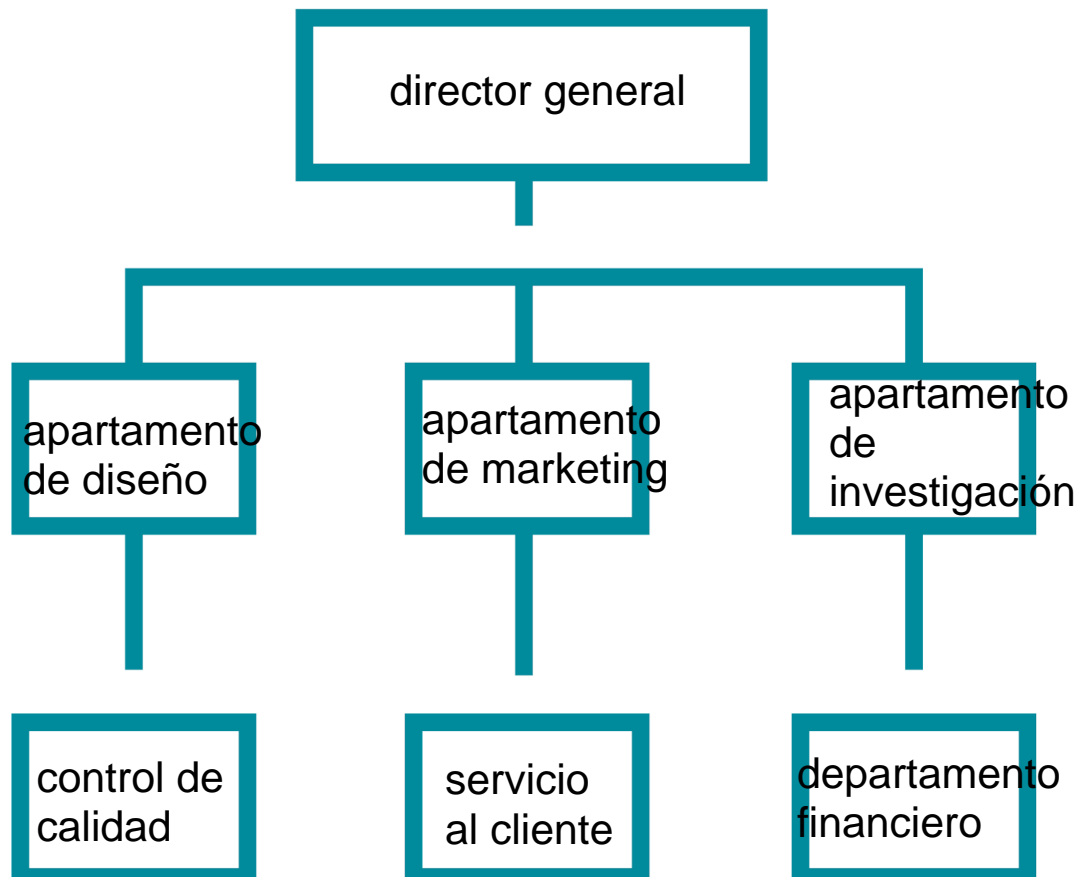 director general
apartamento
de diseño
apartamento
de marketing
apartamento
de
investigación
control de
calidad
servicio
al cliente
departamento
financiero